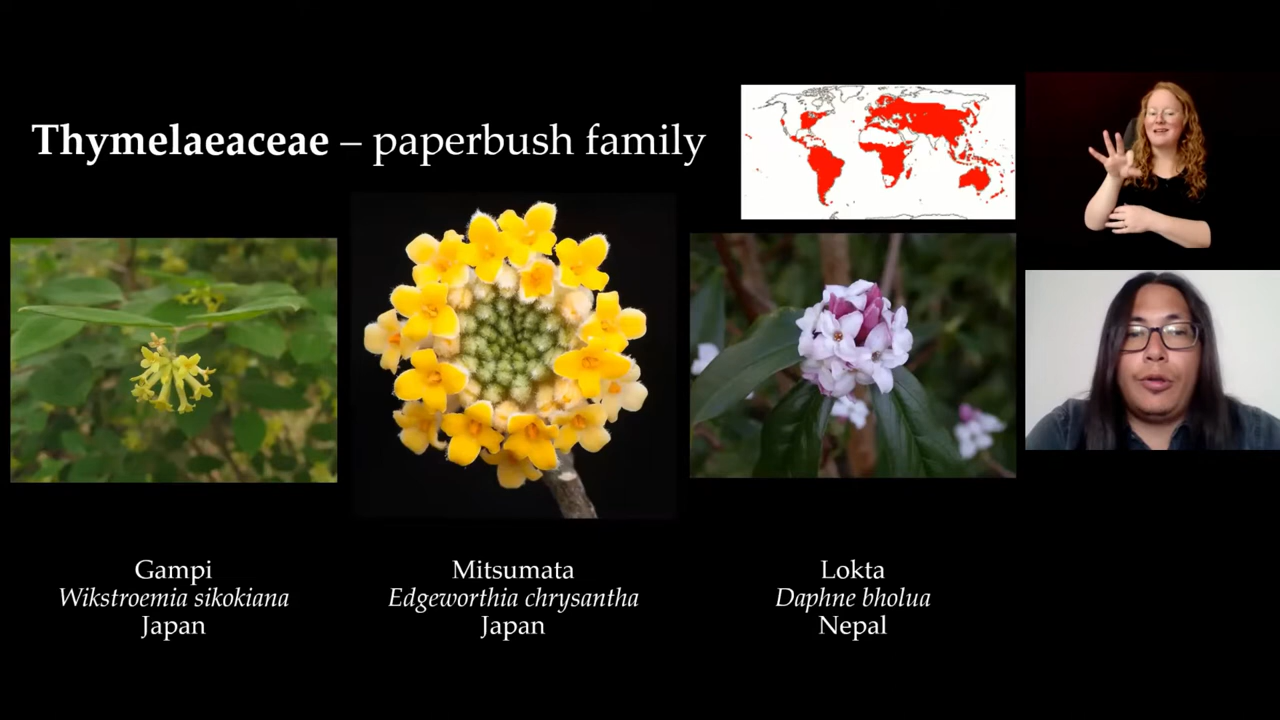 Thymelaeaceae – paperbush family
Gampi
Wikstroemia sikokiana
Japan
Mitsumata
Edgeworthia chrysantha
Japan
Lokta
Daphne bholua
Nepal